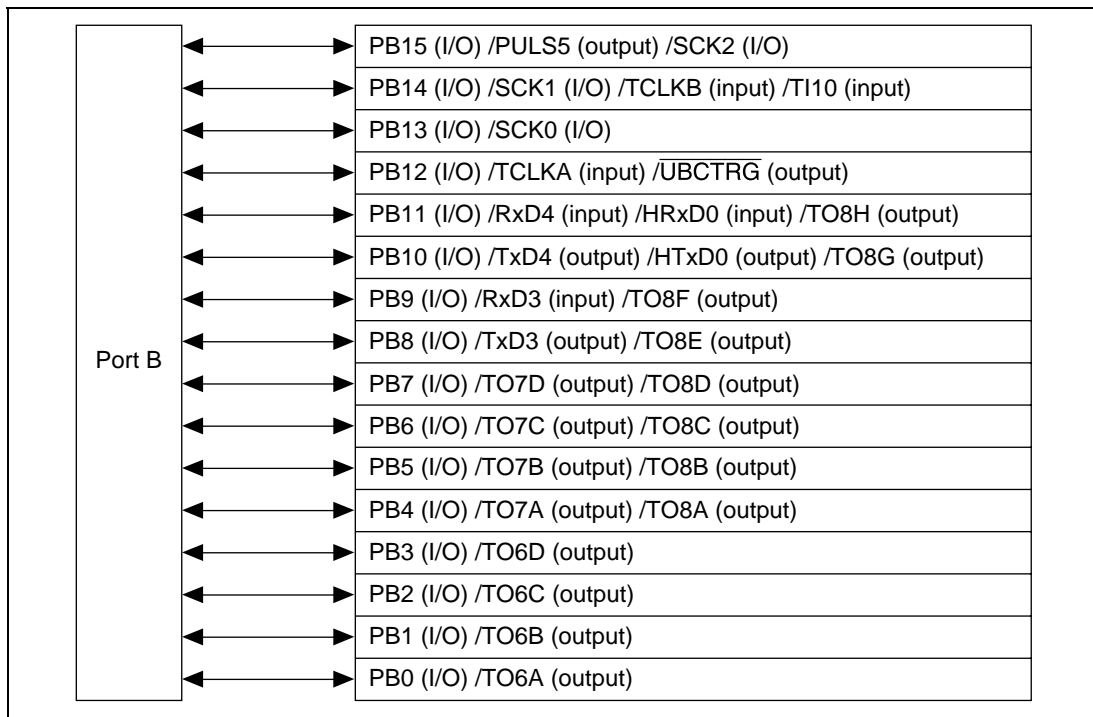 PB15 (I/O) /PULS5 (output) /SCK2 (I/O)
PB14 (I/O) /SCK1 (I/O) /TCLKB (input) /TI10 (input)
PB13 (I/O) /SCK0 (I/O)
PB12 (I/O) /TCLKA (input) /U̅B̅C̅T̅R̅G̅ (output)
PB11 (I/O) /RxD4 (input) /HRxD0 (input) /TO8H (output)
PB10 (I/O) /TxD4 (output) /HTxD0 (output) /TO8G (output)
PB9 (I/O) /RxD3 (input) /TO8F (output)
PB8 (I/O) /TxD3 (output) /TO8E (output)
Port B
PB7 (I/O) /TO7D (output) /TO8D (output)
PB6 (I/O) /TO7C (output) /TO8C (output)
PB5 (I/O) /TO7B (output) /TO8B (output)
PB4 (I/O) /TO7A (output) /TO8A (output)
PB3 (I/O) /TO6D (output)
PB2 (I/O) /TO6C (output)
PB1 (I/O) /TO6B (output)
PB0 (I/O) /TO6A (output)